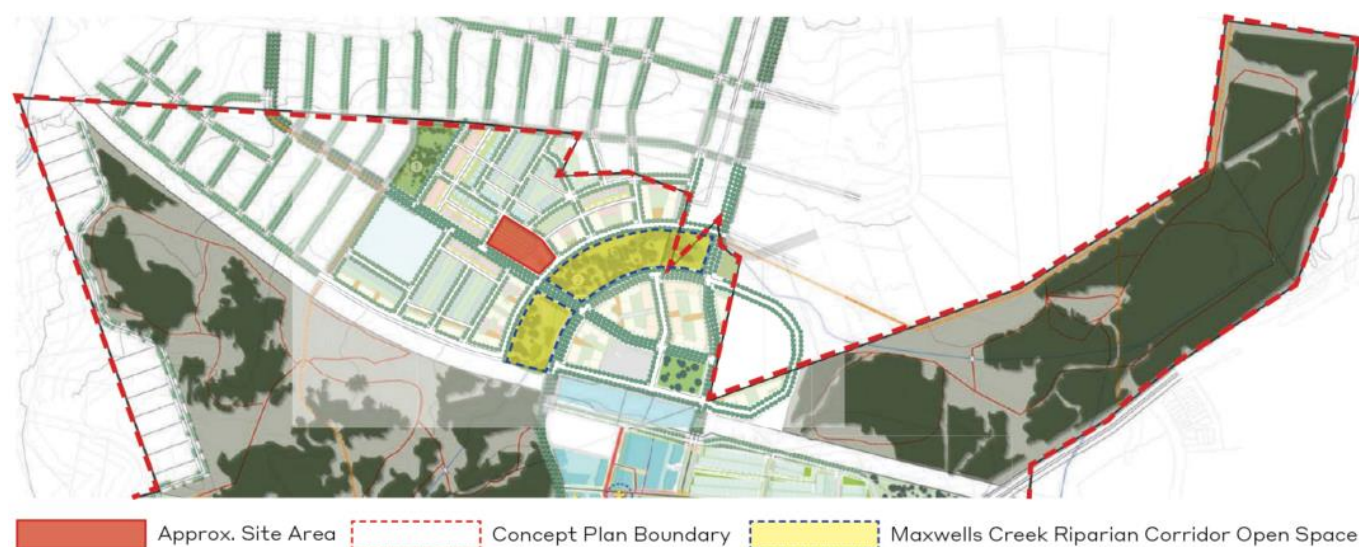 Approx. Site Area
Concept Plan Boundary
Maxwells Creek Riparian Corridor Open Space